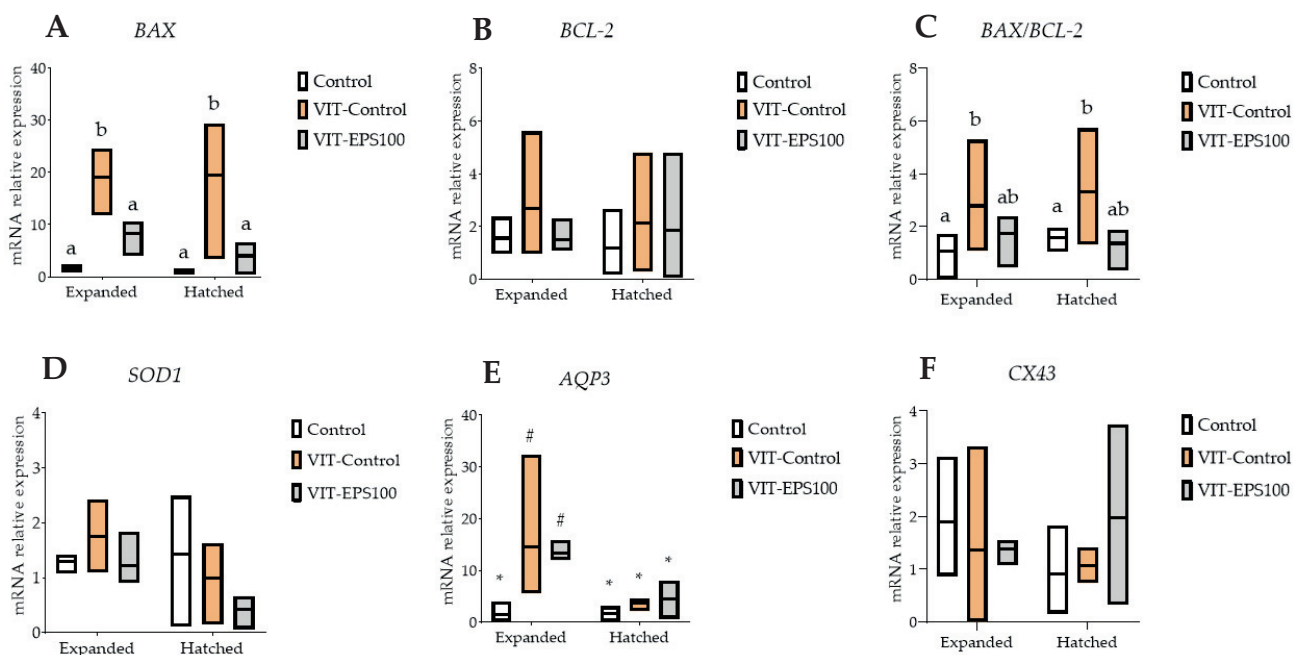 A
BAX
mRNA relative expression
40
30
20
10
0
a
b
a
a
b
a
Expanded
Hatched
Control
VIT-Control
VIT-EPS100
B
BCL-2
mRNA relative expression
8
6
4
2
0
Expanded
Hatched
Control
VIT-Control
VIT-EPS100
C
BAX/BCL-2
mRNA relative expression
8
6
4
2
0
a
b
ab
a
b
ab
Expanded
Hatched
Control
VIT-Control
VIT-EPS100
D
SOD1
mRNA relative expression
4
3
2
1
0
Expanded
Hatched
Control
VIT-Control
VIT-EPS100
E
AQP3
mRNA relative expression
40
30
20
10
0
*
#
#
*
*
*
Expanded
Hatched
Control
VIT-Control
VIT-EPS100
F
CX43
mRNA relative expression
4
3
2
1
0
Expanded
Hatched
Control
VIT-Control
VIT-EPS100